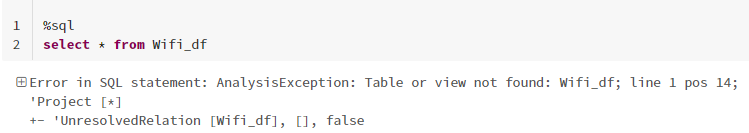 1 %sql
2 select * from Wifi_df
Error in SQL statement: AnalysisException: Table or view not found: Wifi_df; line 1 pos 14;
'Project [*]
+- 'UnresolvedRelation [Wifi_df], [], false